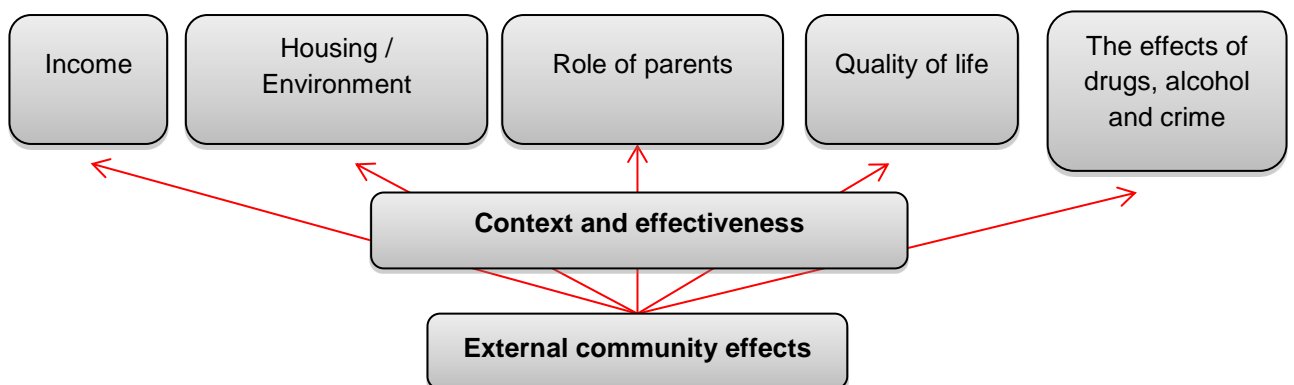 Income
Housing /
Environment
Role of parents
Quality of life
The effects of
drugs, alcohol
and crime
Context and effectiveness
External community effects